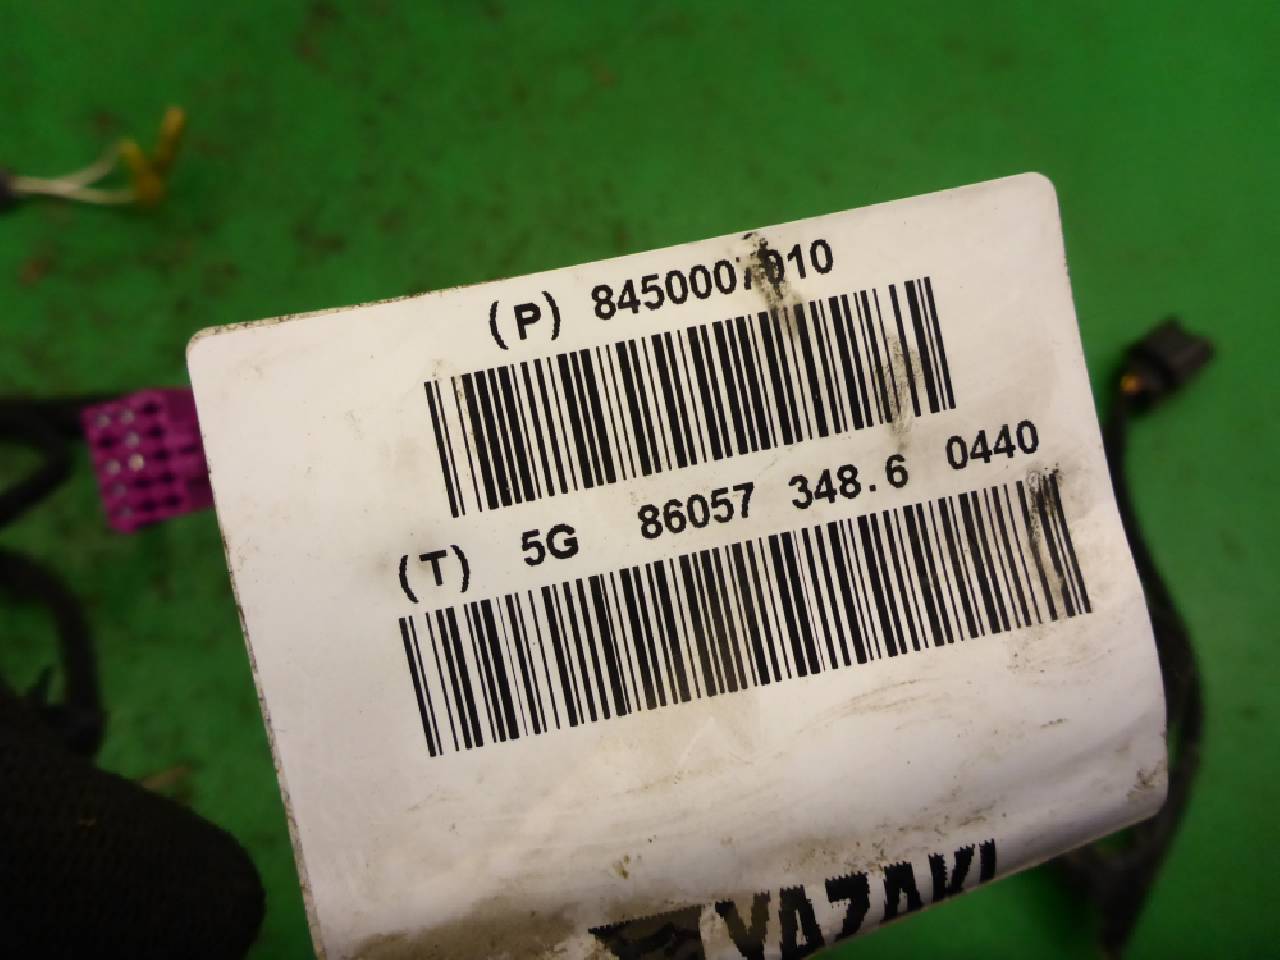 (P) 8450007010
(T) 5G 86057 348.6 0440
YAZAKI